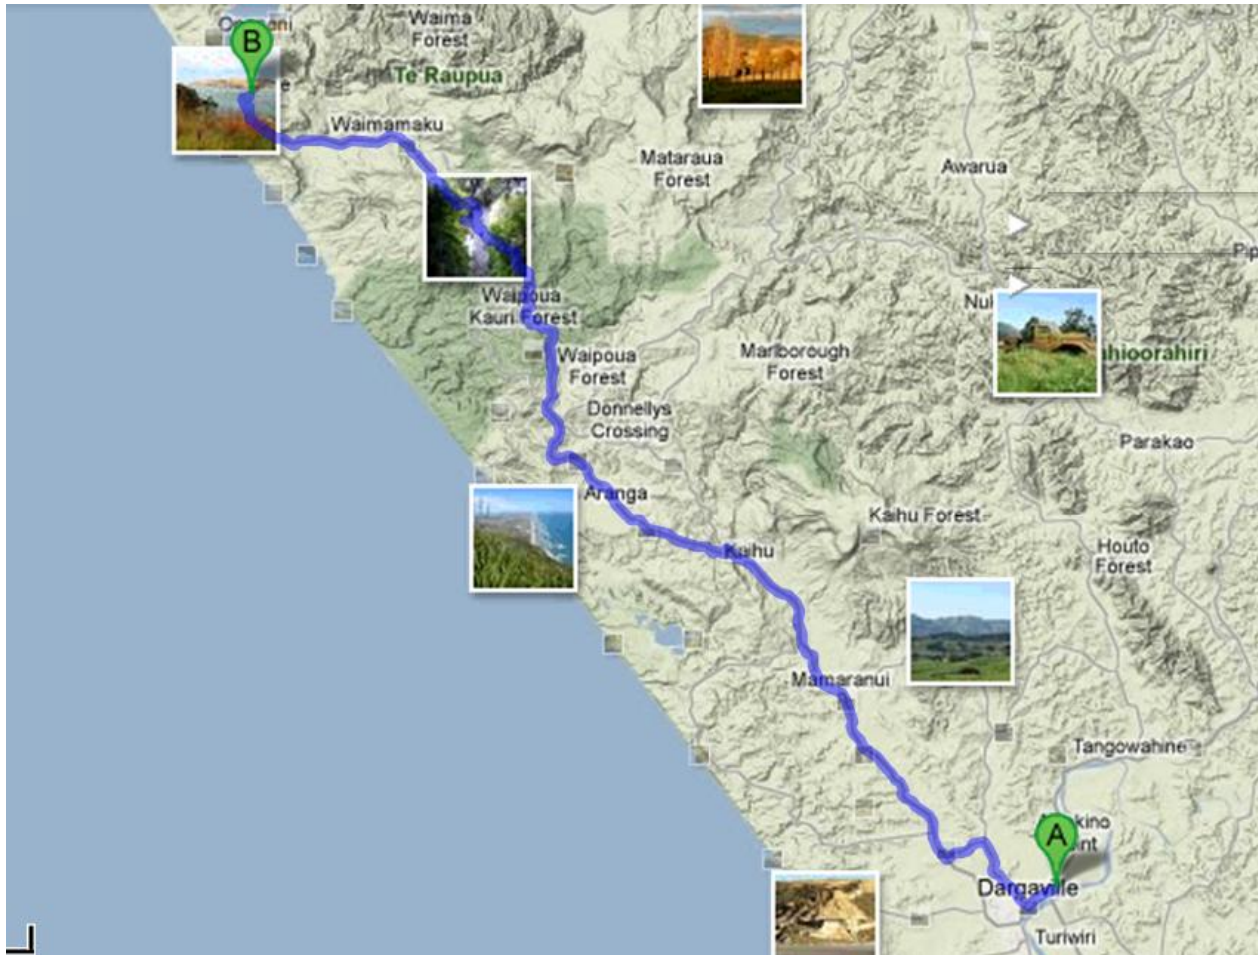 B
Waima
Forest
Te Raupua
Waimamaku
Mataraua
Forest
Awarua
Waipoua
Kauri Forest
Waipoua
Forest
Marlborough
Forest
Donnellys
Crossing
Parakao
Aranga
Kaihu Forest
Kaihu
Houto
Forest
Mamaranui
Tangowahine
A
Dargaville
Turiwiri